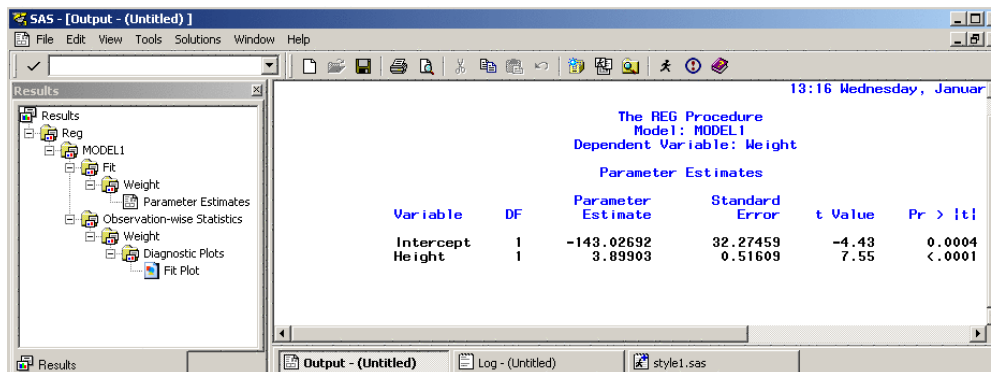 SAS - [Output - (Untitled) ]
File Edit View Tools Solutions Window Help
Results
Results
Reg
MODEL1
Fit
Weight
Parameter Estimates
Observation-wise Statistics
Weight
Diagnostic Plots
Fit Plot
Results
13:16 Wednesday, Januar
The REG Procedure
Model: MODEL1
Dependent Variable: Weight
Parameter Estimates
Parameter Standard
Variable DF Estimate Error t Value Pr > |t|
Intercept 1 -143.02692 32.27459 -4.43 0.0004
Height 1 3.89903 0.51609 7.55 <.0001
Output - (Untitled) Log - (Untitled) style1.sas